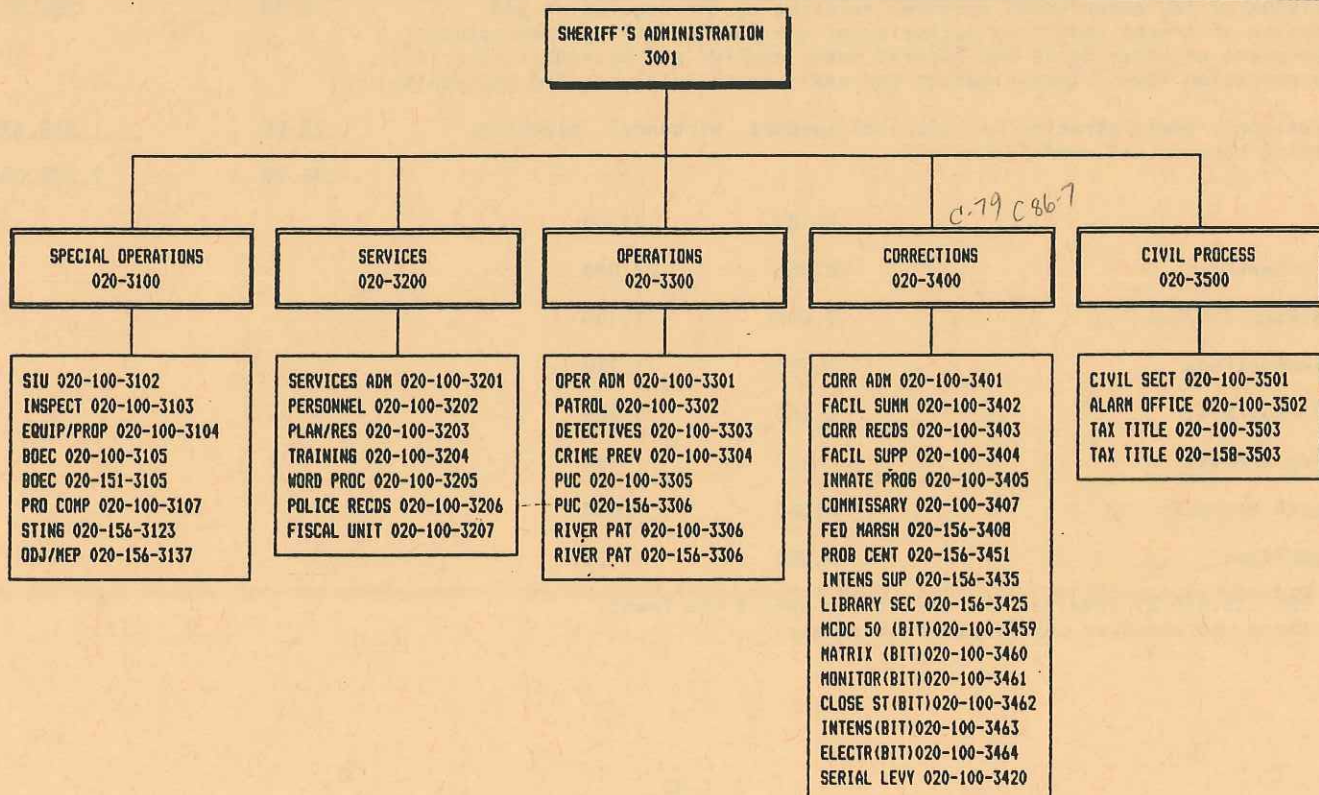 SHERIFF'S ADMINISTRATION
3001
C-79 C86-7
SPECIAL OPERATIONS
020-3100
SERVICES
020-3200
OPERATIONS
020-3300
CORRECTIONS
020-3400
CIVIL PROCESS
020-3500
SIU 020-100-3102
INSPECT 020-100-3103
EQUIP/PROP 020-100-3104
BOEC 020-100-3105
BOEC 020-151-3105
PRO COMP 020-100-3107
STING 020-156-3123
ODJ/MEP 020-156-3137
SERVICES ADM 020-100-3201
PERSONNEL 020-100-3202
PLAN/RES 020-100-3203
TRAINING 020-100-3204
WORD PROC 020-100-3205
POLICE RECDS 020-100-3206
FISCAL UNIT 020-100-3207
OPER ADM 020-100-3301
PATROL 020-100-3302
DETECTIVES 020-100-3303
CRIME PREV 020-100-3304
PUC 020-100-3305
PUC 020-156-3306
RIVER PAT 020-100-3306
RIVER PAT 020-156-3306
CORR ADM 020-100-3401
FACIL SUMM 020-100-3402
CORR RECDS 020-100-3403
FACIL SUPP 020-100-3404
INMATE PROG 020-100-3405
COMMISSARY 020-100-3407
FED MARSH 020-156-3408
PROB CENT 020-156-3451
INTENS SUP 020-156-3435
LIBRARY SEC 020-156-3425
MCDC 50 (BIT)020-100-3459
MATRIX (BIT)020-100-3460
MONITOR(BIT)020-100-3461
CLOSE ST(BIT)020-100-3462
INTENS(BIT)020-100-3463
ELECTR(BIT)020-100-3464
SERIAL LEVY 020-100-3420
CIVIL SECT 020-100-3501
ALARM OFFICE 020-100-3502
TAX TITLE 020-100-3503
TAX TITLE 020-158-3503